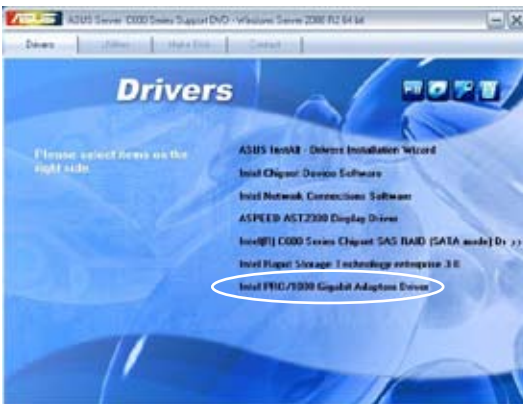 ASUS ASUS Server C600 Series Support DVD - Windows Server 2008 R2 64 bit
Drivers Utilities Make Disk Contact
Drivers
Please select items on the
right side.
ASUS InstAll - Drivers Installation Wizard
Intel Chipset Device Software
Intel Network Connections Software
ASPEED AST2300 Display Driver
Intel(R) C600 Series Chipset SAS RAID (SATA mode) Dr >>
Intel Rapid Storage Technology enterprise 3.0
Intel PRO/1000 Gigabit Adapters Driver